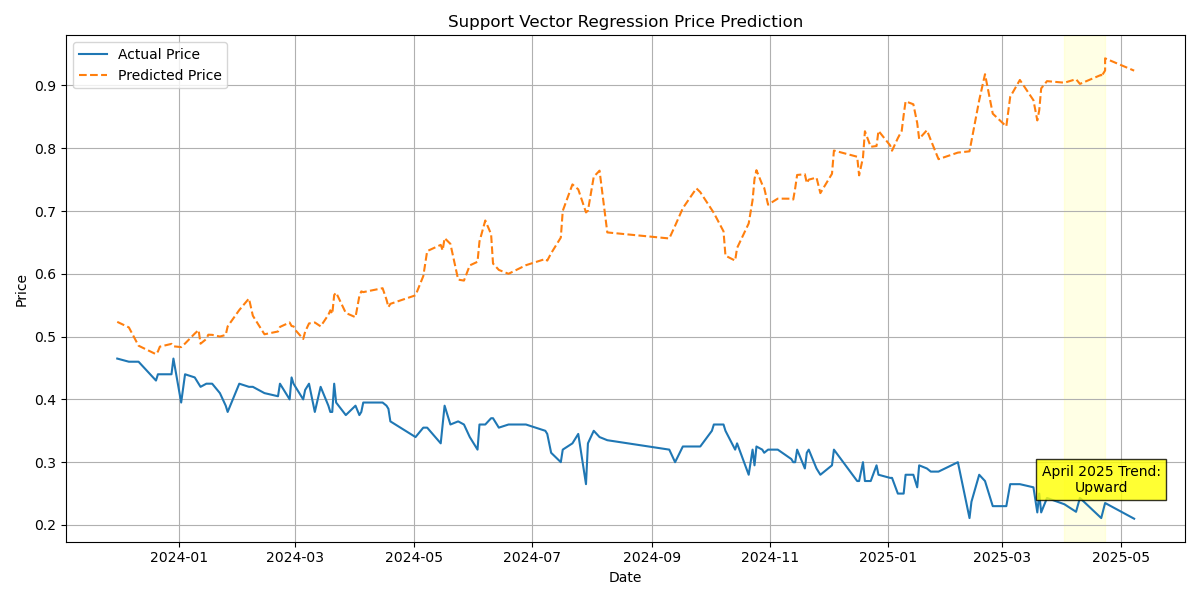 Support Vector Regression Price Prediction
Actual Price
Predicted Price
Price
0.9
0.8
0.7
0.6
0.5
0.4
0.3
0.2
April 2025 Trend:
Upward
2024-01 2024-03 2024-05 2024-07 2024-09 2024-11 2025-01 2025-03 2025-05
Date